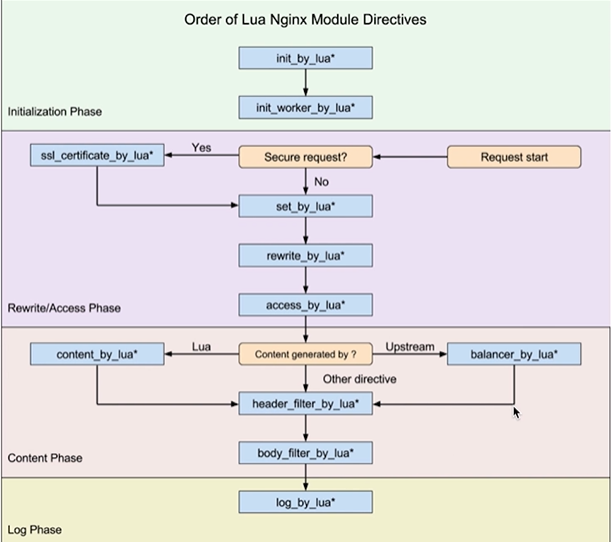 Order of Lua Nginx Module Directives
init_by_lua*
init_worker_by_lua*
Initialization Phase
ssl_certificate_by_lua*
Yes
Secure request?
Request start
No
set_by_lua*
rewrite_by_lua*
access_by_lua*
Rewrite/Access Phase
content_by_lua*
Lua
Content generated by ?
Upstream
balancer_by_lua*
Other directive
header_filter_by_lua*
body_filter_by_lua*
Content Phase
log_by_lua*
Log Phase